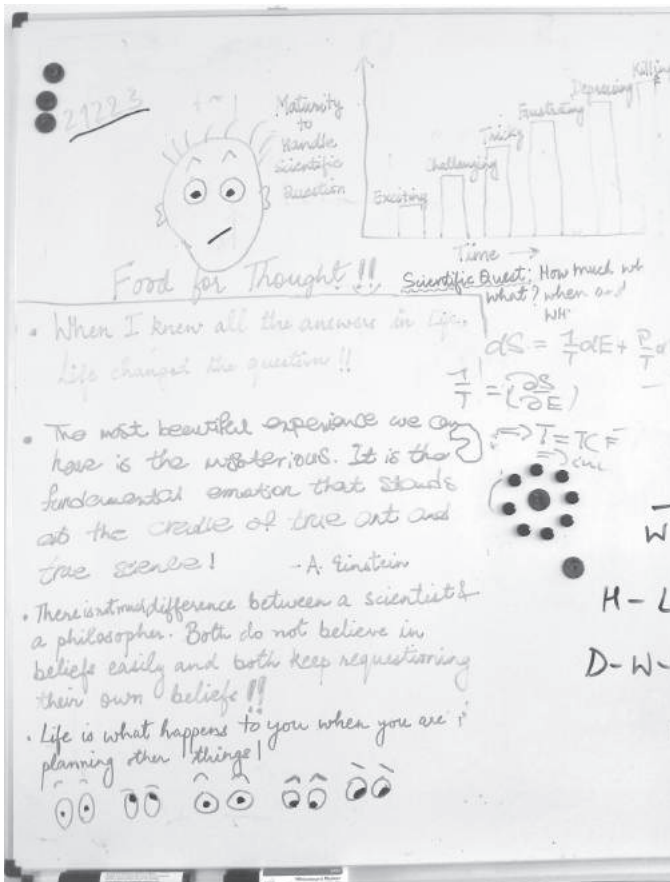 21223
Maturity
to
Handle
Scientific
Question
Exciting
Challenging
Tricky
Frustrating
Depressing
Killing
Time →
Food for Thought!!
Scientific Quest: How much
what? when and
• When I knew all the answers in life,
Life changed the question!!
dS = 1/T dE + P/T
1/T = (∂S/∂E)
=> T =
• The most beautiful experience we can
have is the misterious. It is the
fundamental emotion that stands
at the cradle of true art and
true science!
- A. Einstein
W
H - L
D - W -
• There is not much difference between a scientist &
a philosopher. Both do not believe in
beliefs easily and both keep requestioning
their own beliefs!!
• Life is what happens to you when you are
planning other things!